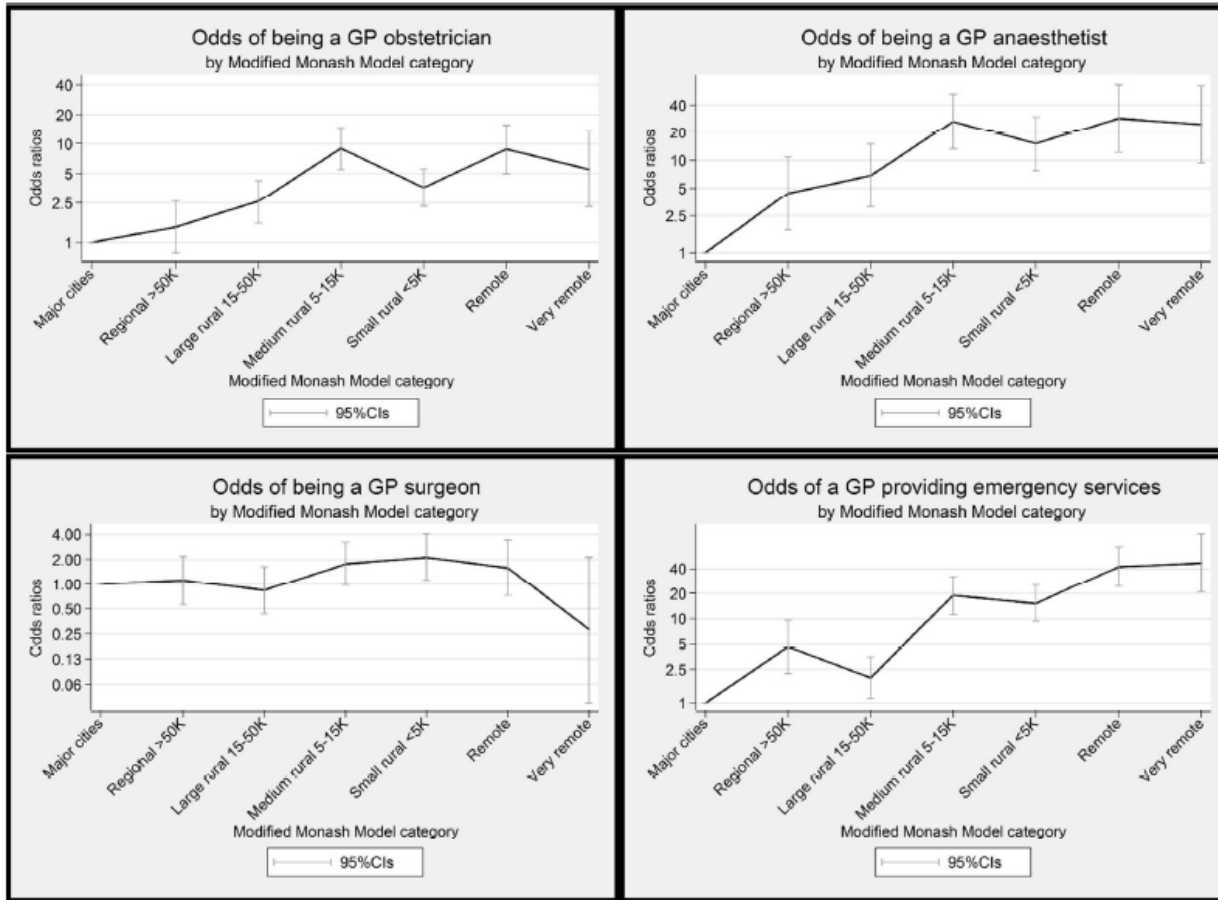 Odds of being a GP obstetrician
by Modified Monash Model category
Odds ratios
40
20
10
5
2.5
1
Major cities
Regional >50K
Large rural 15-50K
Medium rural 5-15K
Small rural <5K
Remote
Very remote
Modified Monash Model category
95%CIs
Odds of being a GP anaesthetist
by Modified Monash Model category
Odds ratios
40
20
10
5
2.5
1
Major cities
Regional >50K
Large rural 15-50K
Medium rural 5-15K
Small rural <5K
Remote
Very remote
Modified Monash Model category
95%CIs
Odds of being a GP surgeon
by Modified Monash Model category
Odds ratios
4.00
2.00
1.00
0.50
0.25
0.13
0.06
Major cities
Regional >50K
Large rural 15-50K
Medium rural 5-15K
Small rural <5K
Remote
Very remote
Modified Monash Model category
95%CIs
Odds of a GP providing emergency services
by Modified Monash Model category
Odds ratios
40
20
10
5
2.5
1
Major cities
Regional >50K
Large rural 15-50K
Medium rural 5-15K
Small rural <5K
Remote
Very remote
Modified Monash Model category
95%CIs